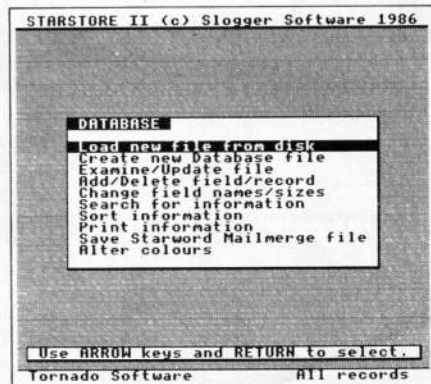 STARSTORE II (c) Slogger Software 1986
DATABASE
Load new file from disk
Create new Database file
Examine/Update file
Add/Delete field/record
Change field names/sizes
Search for information
Sort information
Print information
Save Starword Mailmerge file
Alter colours
Use ARROW keys and RETURN to select.
Tornado Software All records